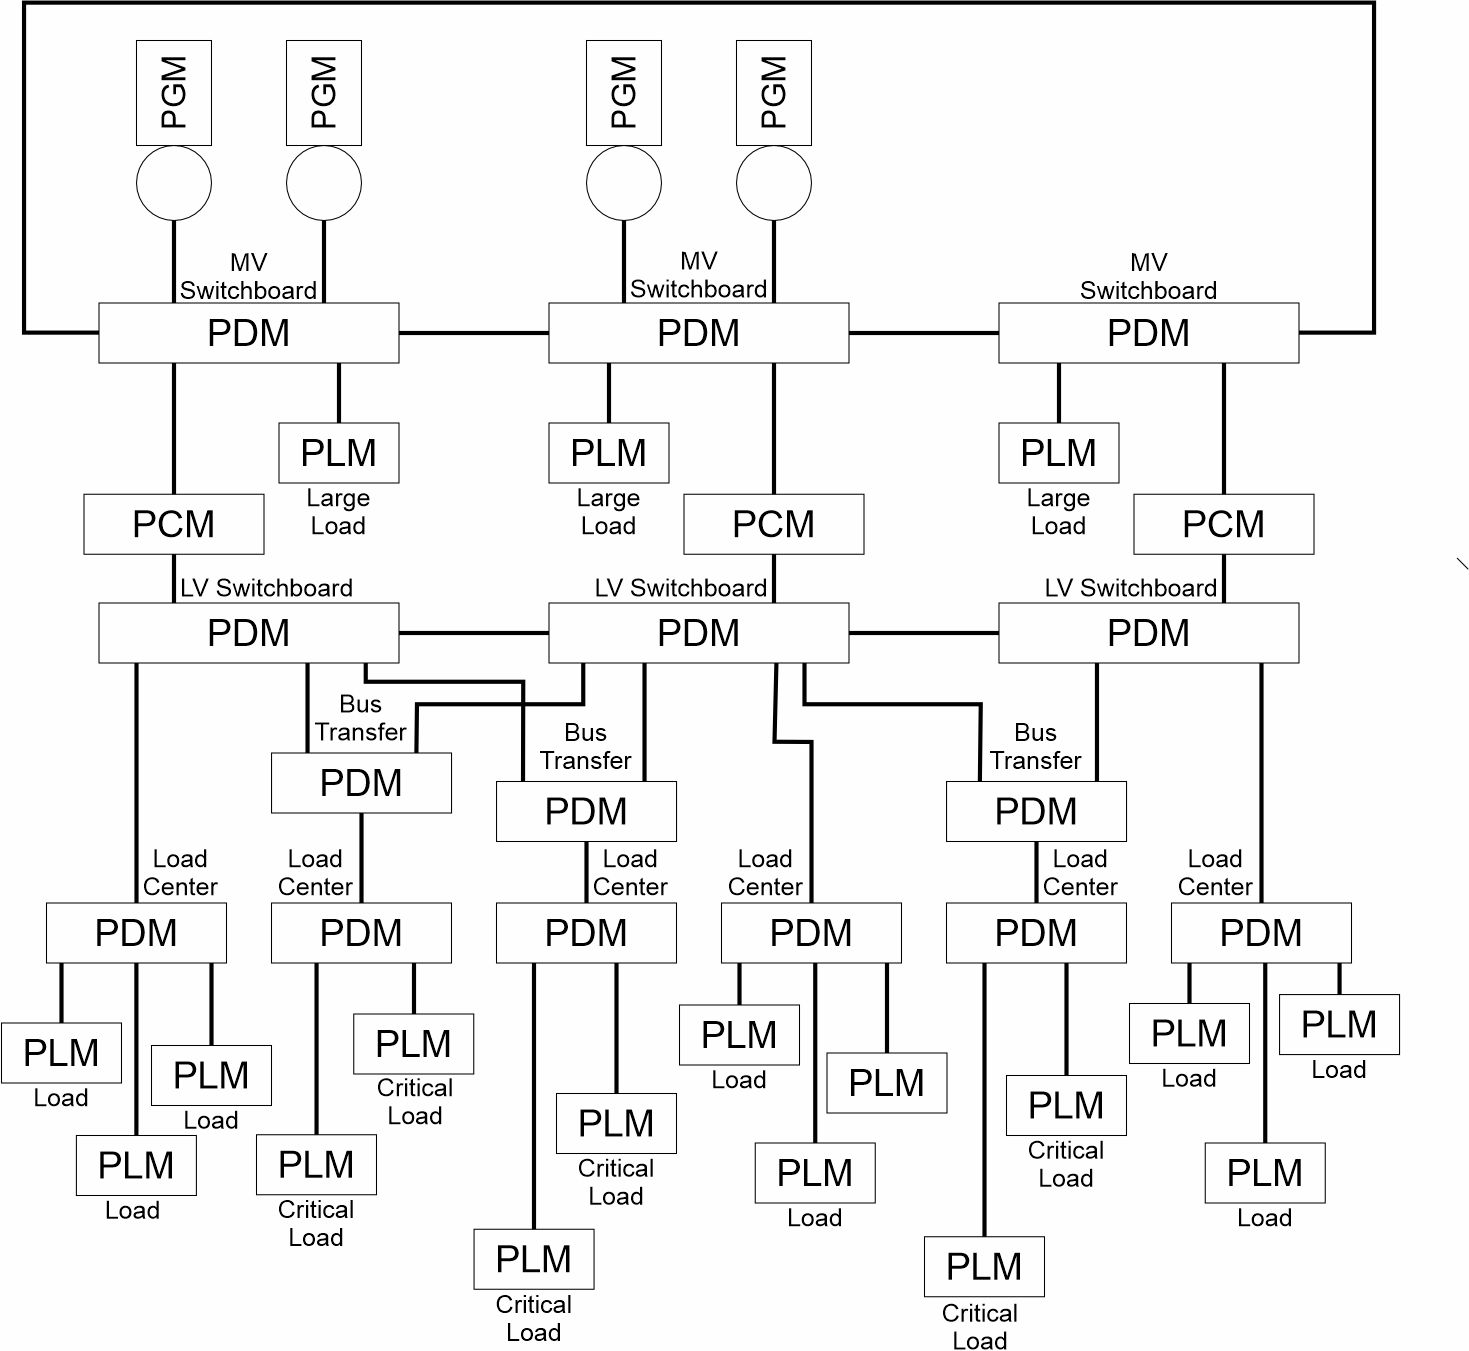 PGM
PGM
PGM
PGM
MV
Switchboard
MV
Switchboard
MV
Switchboard
PDM
PDM
PDM
PLM
Large
Load
PLM
Large
Load
PLM
Large
Load
PCM
PCM
PCM
LV Switchboard
LV Switchboard
LV Switchboard
PDM
PDM
PDM
Bus
Transfer
Bus
Transfer
Bus
Transfer
PDM
PDM
PDM
Load
Center
Load
Center
Load
Center
Load
Center
Load
Center
Load
Center
PDM
PDM
PDM
PDM
PDM
PDM
PLM
Load
PLM
Load
PLM
Load
PLM
Critical
Load
PLM
Critical
Load
PLM
Critical
Load
PLM
Critical
Load
PLM
Load
PLM
PLM
Load
PLM
Critical
Load
PLM
Critical
Load
PLM
Load
PLM
Load
PLM
Load